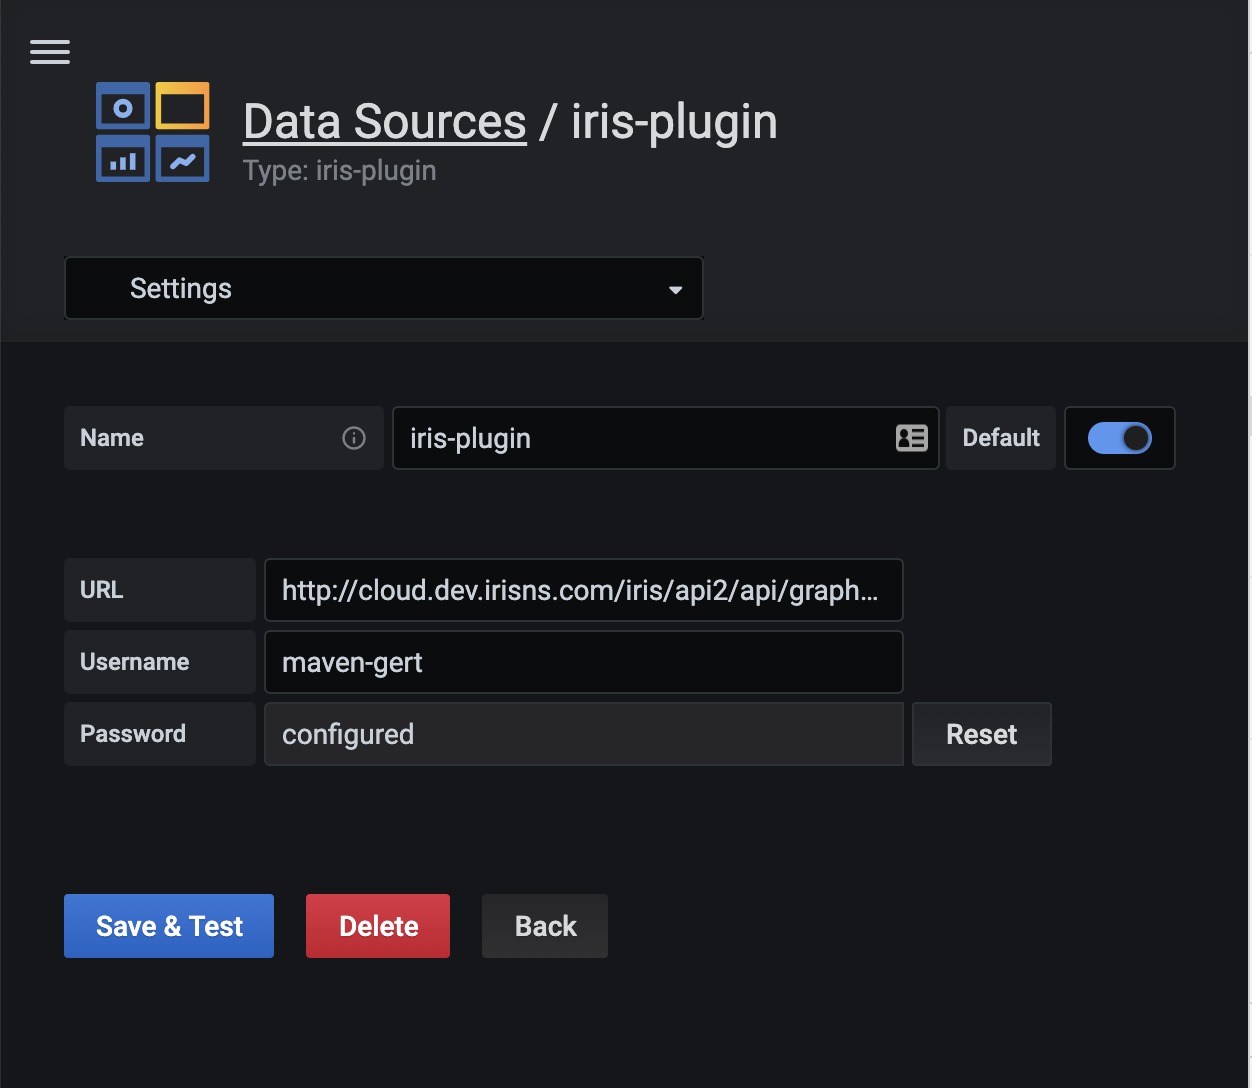 Data Sources / iris-plugin
Type: iris-plugin
Settings
Name iris-plugin Default
URL http://cloud.dev.irisns.com/iris/api2/api/graph...
Username maven-gert
Password configured Reset
Save & Test Delete Back